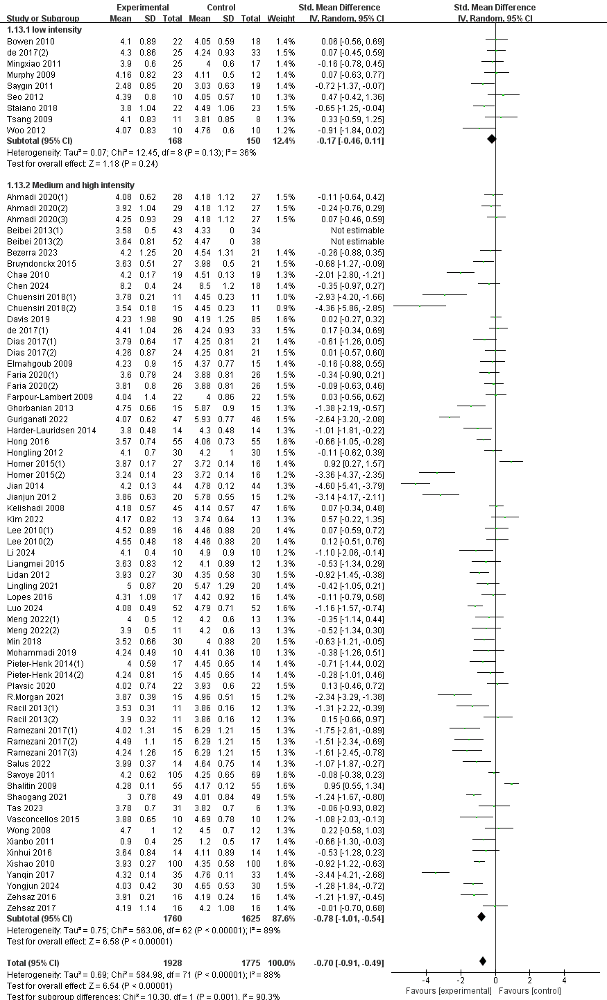 Experimental Control Std. Mean Difference Std. Mean Difference
Study or Subgroup Mean SD Total Mean SD Total Weight IV, Random, 95% CI IV, Random, 95% CI
1.13.1 low intensity
Bowen 2010 4.1 0.89 22 4.05 0.59 18 1.4% 0.06 [-0.56, 0.69]
de 2017(2) 4.3 0.86 25 4.24 0.93 33 1.5% 0.07 [-0.45, 0.59]
Mingxiao 2011 3.9 0.6 25 4 0.6 17 1.4% -0.16 [-0.78, 0.45]
Murphy 2009 4.16 0.82 23 4.11 0.5 12 1.4% 0.07 [-0.63, 0.77]
Saygın 2011 2.48 0.85 20 3.03 0.63 19 1.4% -0.72 [-1.37, -0.07]
Seo 2012 4.39 0.8 10 4.05 0.57 10 1.3% 0.47 [-0.42, 1.36]
Staiano 2018 3.8 1.04 22 4.49 1.06 23 1.4% -0.65 [-1.25, -0.04]
Tsang 2009 4.1 0.83 11 3.81 0.85 8 1.3% 0.33 [-0.59, 1.25]
Woo 2012 4.07 0.83 10 4.76 0.6 10 1.2% -0.91 [-1.84, 0.02]
Subtotal (95% CI) 168 150 12.4% -0.17 [-0.46, 0.11]
Heterogeneity: Tau² = 0.07; Chi² = 12.45, df = 8 (P = 0.13); I² = 36%
Test for overall effect: Z = 1.18 (P = 0.24)
1.13.2 Medium and high intensity
Ahmadi 2020(1) 4.08 0.62 28 4.18 1.12 27 1.5% -0.11 [-0.64, 0.42]
Ahmadi 2020(2) 3.92 1.04 29 4.18 1.12 27 1.5% -0.24 [-0.76, 0.29]
Ahmadi 2020(3) 4.25 0.93 29 4.18 1.12 27 1.5% 0.07 [-0.46, 0.59]
Beibei 2013(1) 3.58 0.5 43 4.33 0 34 Not estimable
Beibei 2013(2) 3.64 0.81 52 4.47 0 38 Not estimable
Bezerra 2023 4.2 1.25 20 4.54 1.31 21 1.4% -0.26 [-0.88, 0.35]
Bruyndonckx 2015 3.63 0.51 27 3.98 0.5 21 1.4% -0.68 [-1.27, -0.09]
Chae 2010 4.2 0.17 19 4.51 0.13 19 1.3% -2.01 [-2.80, -1.21]
Chen 2024 8.2 0.4 24 8.5 1.2 18 1.4% -0.35 [-0.97, 0.27]
Chuensiri 2018(1) 3.78 0.21 11 4.45 0.23 11 1.0% -2.93 [-4.20, -1.66]
Chuensiri 2018(2) 3.54 0.18 15 4.45 0.23 11 0.9% -4.36 [-5.86, -2.85]
Davis 2019 4.23 1.98 90 4.19 1.25 85 1.6% 0.02 [-0.27, 0.32]
de 2017(1) 4.41 1.04 26 4.24 0.93 33 1.5% 0.17 [-0.34, 0.69]
Dias 2017(1) 3.79 0.64 17 4.25 0.81 21 1.4% -0.61 [-1.26, 0.05]
Dias 2017(2) 4.26 0.87 24 4.25 0.81 21 1.5% 0.01 [-0.57, 0.60]
Elmahgoub 2009 4.23 0.9 15 4.37 0.77 15 1.4% -0.16 [-0.88, 0.55]
Faria 2020(1) 3.6 0.79 24 3.88 0.81 26 1.5% -0.34 [-0.90, 0.21]
Faria 2020(2) 3.81 0.8 26 3.88 0.81 26 1.5% -0.09 [-0.63, 0.46]
Farpour-Lambert 2009 4.04 1.4 22 4 0.86 22 1.5% 0.03 [-0.56, 0.62]
Ghorbanian 2013 4.75 0.66 15 5.87 0.9 15 1.3% -1.38 [-2.19, -0.57]
Guriganati 2022 4.07 0.62 47 5.93 0.77 46 1.5% -2.64 [-3.20, -2.08]
Harder-Lauridsen 2014 3.8 0.48 14 4.3 0.48 14 1.3% -1.01 [-1.81, -0.22]
Hong 2016 3.57 0.74 55 4.06 0.73 55 1.5% -0.66 [-1.05, -0.28]
Hongling 2012 4.1 0.7 30 4.2 1 30 1.5% -0.11 [-0.62, 0.39]
Horner 2015(1) 3.87 0.17 27 3.72 0.14 16 1.4% 0.92 [0.27, 1.57]
Horner 2015(2) 3.24 0.14 23 3.72 0.14 16 1.2% -3.36 [-4.37, -2.35]
Jian 2014 4.2 0.13 44 4.78 0.12 44 1.3% -4.60 [-5.41, -3.79]
Jianjun 2012 3.86 0.63 20 5.78 0.55 15 1.2% -3.14 [-4.17, -2.11]
Kelishadi 2008 4.18 0.57 45 4.14 0.57 47 1.5% 0.07 [-0.34, 0.48]
Kim 2022 4.17 0.82 13 3.74 0.64 13 1.3% 0.57 [-0.22, 1.35]
Lee 2010(1) 4.52 0.89 16 4.46 0.88 20 1.4% 0.07 [-0.59, 0.72]
Lee 2010(2) 4.55 0.48 18 4.46 0.88 20 1.4% 0.12 [-0.51, 0.76]
Li 2024 4.1 0.4 10 4.9 0.9 10 1.2% -1.10 [-2.06, -0.14]
Liangmei 2015 3.63 0.83 12 4.1 0.89 12 1.3% -0.53 [-1.34, 0.29]
Lidan 2012 3.93 0.27 30 4.35 0.58 30 1.5% -0.92 [-1.45, -0.38]
Lingling 2021 5 0.87 20 5.47 1.29 20 1.4% -0.42 [-1.05, 0.21]
Lopes 2016 4.31 1.09 17 4.42 0.92 16 1.4% -0.11 [-0.79, 0.58]
Luo 2024 4.08 0.49 52 4.79 0.71 52 1.5% -1.16 [-1.57, -0.74]
Meng 2022(1) 4 0.5 12 4.2 0.6 13 1.3% -0.35 [-1.14, 0.44]
Meng 2022(2) 3.9 0.5 11 4.2 0.6 13 1.3% -0.52 [-1.34, 0.30]
Min 2018 3.52 0.66 30 4 0.88 20 1.5% -0.63 [-1.21, -0.05]
Mohammadi 2019 4.24 0.49 10 4.41 0.36 10 1.3% -0.38 [-1.26, 0.51]
Pieter-Henk 2014(1) 4 0.59 17 4.45 0.65 14 1.4% -0.71 [-1.44, 0.02]
Pieter-Henk 2014(2) 4.24 0.81 15 4.45 0.65 14 1.4% -0.28 [-1.01, 0.46]
Plavsic 2020 4.02 0.74 22 3.93 0.6 22 1.5% 0.13 [-0.46, 0.72]
R.Morgan 2021 3.87 0.39 15 4.96 0.51 15 1.2% -2.34 [-3.29, -1.38]
Racil 2013(1) 3.53 0.31 11 3.86 0.16 12 1.3% -1.31 [-2.22, -0.39]
Racil 2013(2) 3.9 0.32 11 3.86 0.16 12 1.3% 0.15 [-0.66, 0.97]
Ramezani 2017(1) 4.02 1.31 15 6.29 1.21 15 1.3% -1.75 [-2.61, -0.89]
Ramezani 2017(2) 4.49 1.1 15 6.29 1.21 15 1.3% -1.51 [-2.34, -0.69]
Ramezani 2017(3) 4.24 1.26 15 6.29 1.21 15 1.3% -1.61 [-2.45, -0.78]
Salus 2022 3.99 0.37 14 4.64 0.75 14 1.3% -1.07 [-1.87, -0.27]
Savoye 2011 4.2 0.62 105 4.25 0.65 69 1.6% -0.08 [-0.38, 0.23]
Shalitin 2009 4.28 0.11 55 4.17 0.12 55 1.5% 0.95 [0.55, 1.34]
Shaogang 2021 3 0.78 49 4.01 0.84 49 1.5% -1.24 [-1.67, -0.80]
Tas 2023 3.78 0.7 31 3.82 0.7 6 1.3% -0.06 [-0.93, 0.82]
Vasconcellos 2015 3.88 0.65 10 4.69 0.78 10 1.2% -1.08 [-2.03, -0.13]
Wong 2008 4.7 1 12 4.5 0.7 12 1.3% 0.22 [-0.58, 1.03]
Xianbo 2011 0.9 0.4 25 1.2 0.5 17 1.4% -0.66 [-1.30, -0.03]
Xinhui 2016 3.64 0.84 14 4.11 0.89 14 1.3% -0.53 [-1.28, 0.23]
Xishao 2010 3.93 0.27 100 4.35 0.58 100 1.6% -0.92 [-1.22, -0.63]
Yanqin 2017 4.32 0.14 35 4.76 0.11 33 1.3% -3.44 [-4.21, -2.68]
Yongjun 2024 4.03 0.42 30 4.65 0.53 30 1.5% -1.28 [-1.84, -0.72]
Zehsaz 2016 3.91 0.21 16 4.19 0.24 16 1.3% -1.21 [-1.97, -0.45]
Zehsaz 2017 4.19 1.14 16 4.2 1.08 16 1.4% -0.01 [-0.70, 0.68]
Subtotal (95% CI) 1760 1625 87.6% -0.78 [-1.01, -0.54]
Heterogeneity: Tau² = 0.75; Chi² = 563.06, df = 62 (P < 0.00001); I² = 89%
Test for overall effect: Z = 6.58 (P < 0.00001)
Total (95% CI) 1928 1775 100.0% -0.70 [-0.91, -0.49]
Heterogeneity: Tau² = 0.69; Chi² = 584.98, df = 71 (P < 0.00001); I² = 88%
Test for overall effect: Z = 6.54 (P < 0.00001)
Test for subgroup differences: Chi² = 10.30, df = 1 (P = 0.001), I² = 90.3%
-4 -2 0 2 4
Favours [experimental] Favours [control]